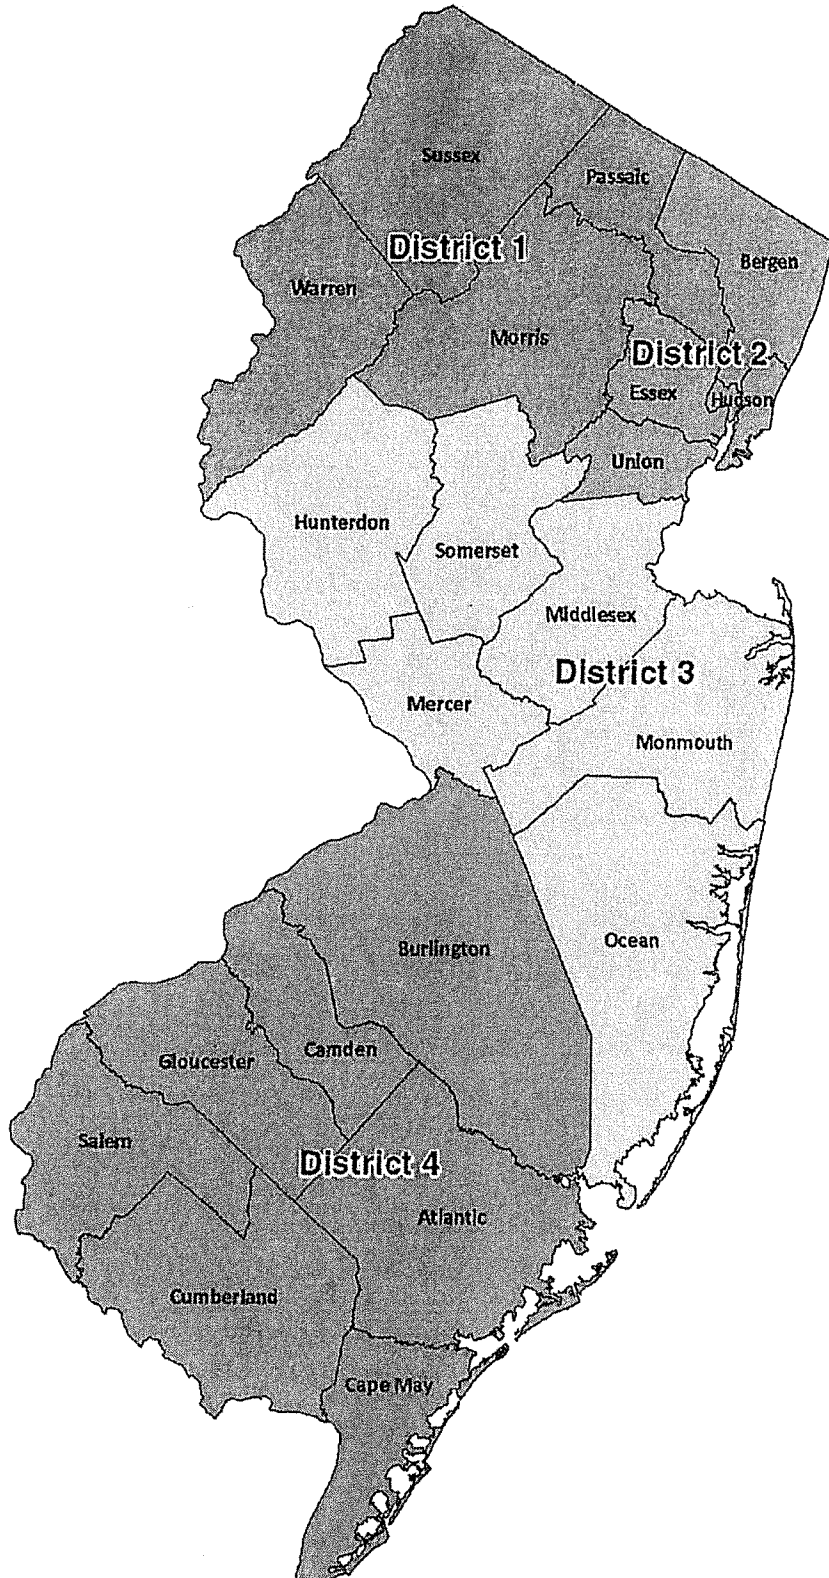 Sussex
Passaic
District 1
Bergen
Warren
Morris
District 2
Essex
Hudson
Union
Hunterdon
Somerset
Middlesex
District 3
Mercer
Monmouth
Ocean
Burlington
Camden
Gloucester
Salem
District 4
Atlantic
Cumberland
Cape May